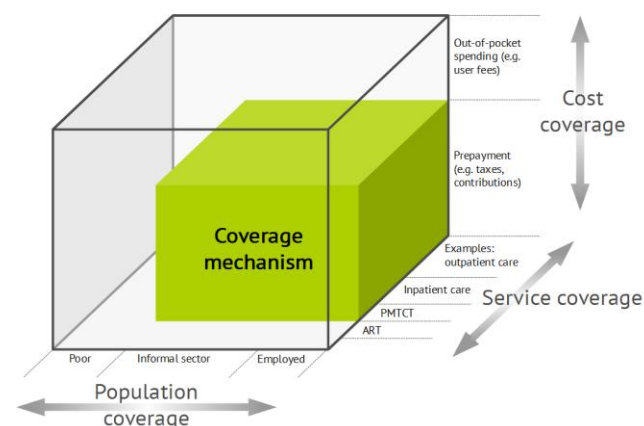 Out-of-pocket
spending (e.g.
user fees)
Cost
coverage
Prepayment
(e.g. taxes,
contributions)
Coverage
mechanism
Examples:
outpatient care
Inpatient care
Service coverage
PMTCT
ART
Poor
Informal sector
Employed
Population
coverage